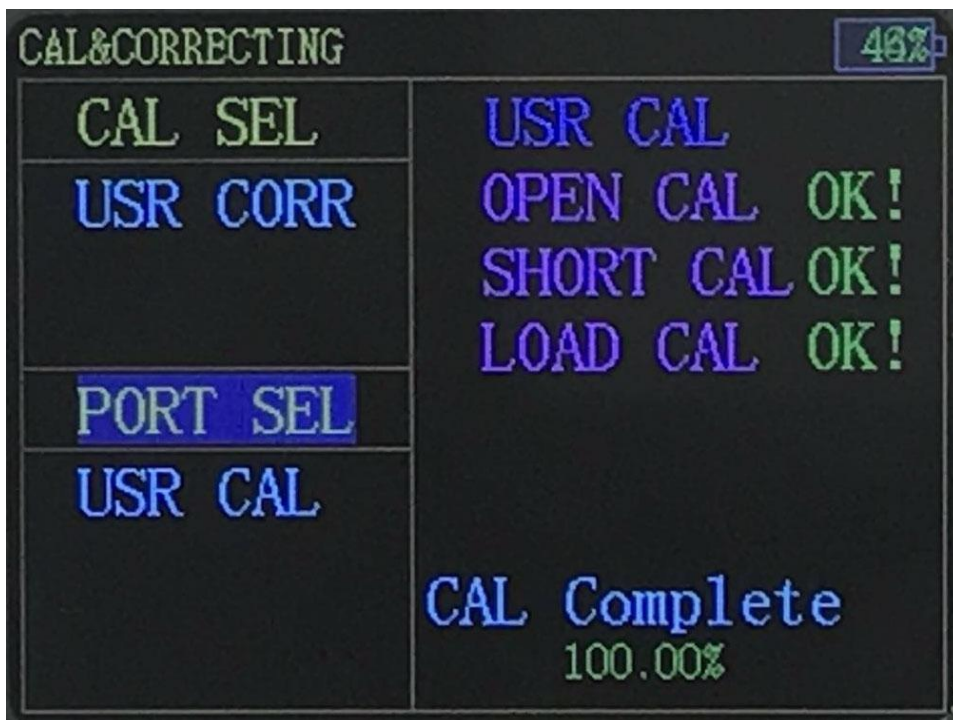 CAL&CORRECTING
CAL SEL
USR CORR
PORT SEL
USR CAL
USR CAL
OPEN CAL OK!
SHORT CAL OK!
LOAD CAL OK!
CAL Complete
100.00%